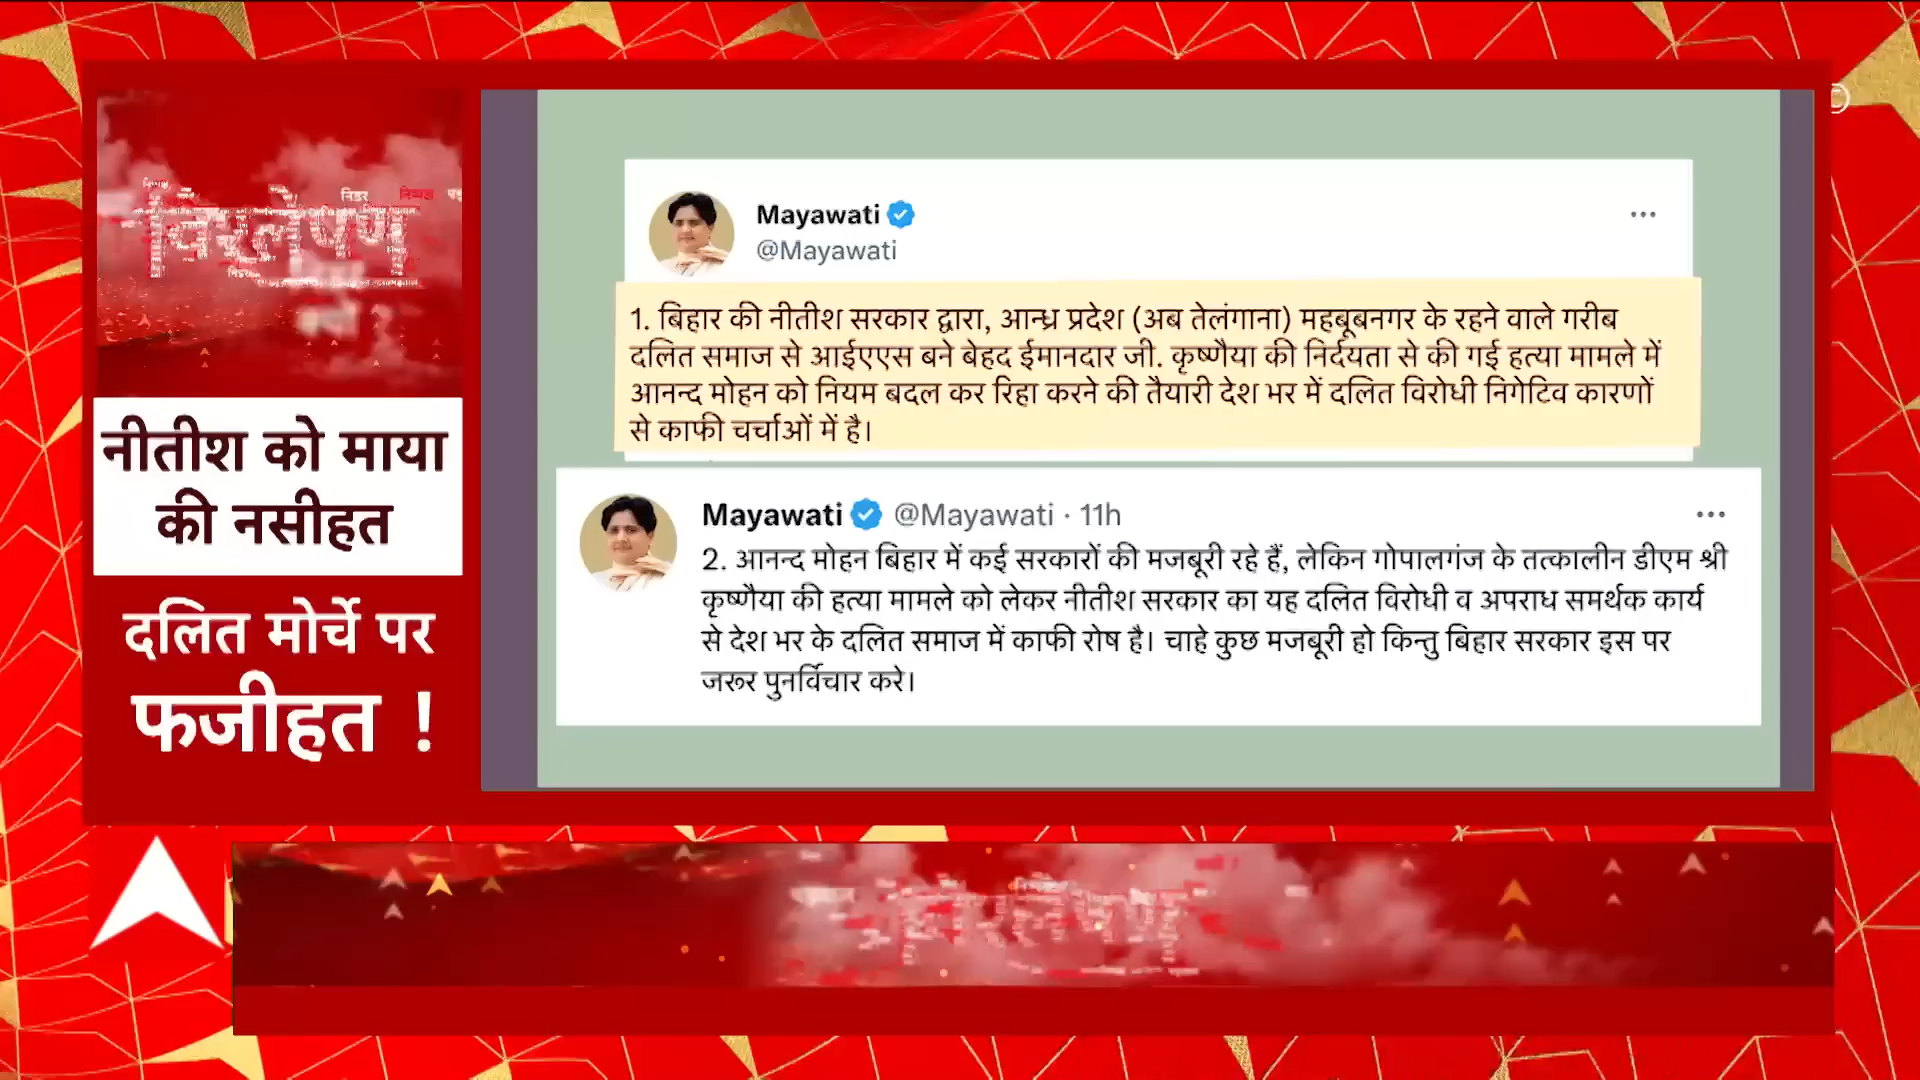 ©
निडर
निष्पक्ष
विश्लेषण
नीतीश को माया
की नसीहत
दलित मोर्चे पर
फजीहत !
Mayawati
@Mayawati
1. बिहार की नीतीश सरकार द्वारा, आन्ध्र प्रदेश (अब तेलंगाना) महबूबनगर के रहने वाले गरीब
दलित समाज से आईएएस बने बेहद ईमानदार जी. कृष्णैया की निर्दयता से की गई हत्या मामले में
आनन्द मोहन को नियम बदल कर रिहा करने की तैयारी देश भर में दलित विरोधी निगेटिव कारणों
से काफी चर्चाओं में है।
Mayawati @Mayawati · 11h
2. आनन्द मोहन बिहार में कई सरकारों की मजबूरी रहे हैं, लेकिन गोपालगंज के तत्कालीन डीएम श्री
कृष्णैया की हत्या मामले को लेकर नीतीश सरकार का यह दलित विरोधी व अपराध समर्थक कार्य
से देश भर के दलित समाज में काफी रोष है। चाहे कुछ मजबूरी हो किन्तु बिहार सरकार इस पर
जरूर पुनर्विचार करे।